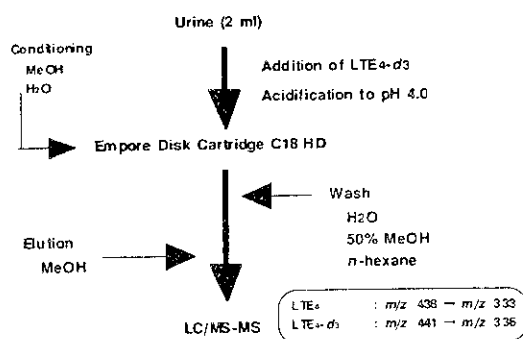 Urine (2 ml)
Conditioning
MeOH
H2O
Addition of LTE4-d3
Acidification to pH 4.0
Empore Disk Cartridge C18 HD
Wash
H2O
50% MeOH
n-hexane
Elution
MeOH
LC/MS-MS
LTE4 : m/z 438 → m/z 333
LTE4-d3 : m/z 441 → m/z 336